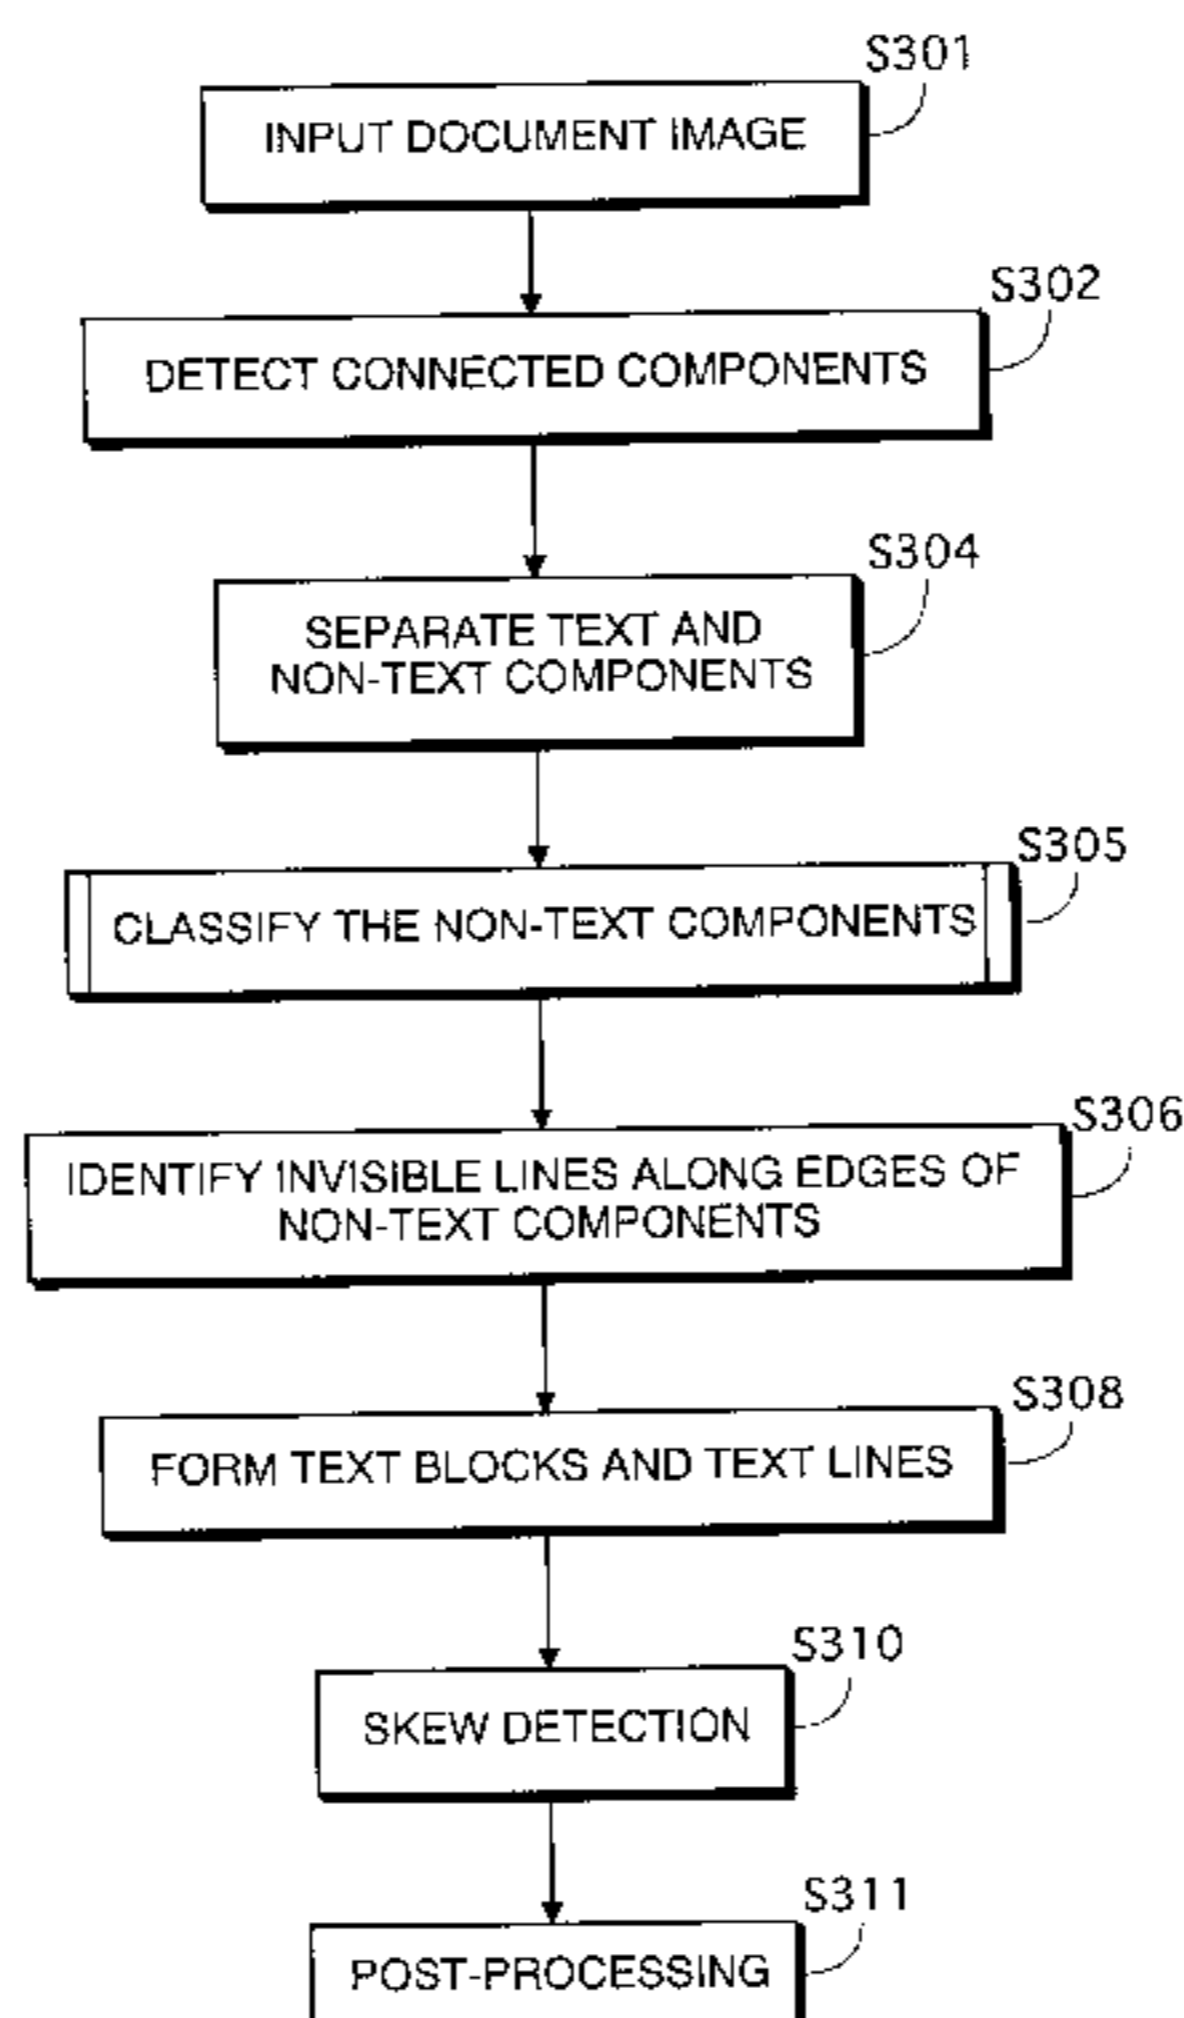 S301
INPUT DOCUMENT IMAGE
S302
DETECT CONNECTED COMPONENTS
S304
SEPARATE TEXT AND
NON-TEXT COMPONENTS
S305
CLASSIFY THE NON-TEXT COMPONENTS
S306
IDENTIFY INVISIBLE LINES ALONG EDGES OF
NON-TEXT COMPONENTS
S308
FORM TEXT BLOCKS AND TEXT LINES
S310
SKEW DETECTION
S311
POST-PROCESSING